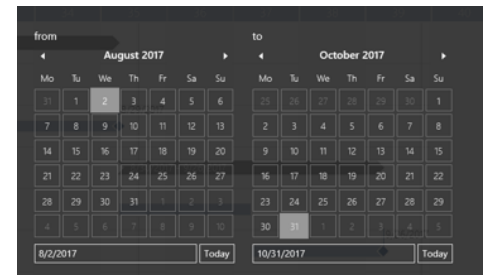 from
August 2017
Mo Tu We Th Fr Sa Su
31 1 2 3 4 5 6
7 8 9 10 11 12 13
14 15 16 17 18 19 20
21 22 23 24 25 26 27
28 29 30 31 1 2 3
4 5 6 7 8 9 10
8/2/2017 Today
to
October 2017
Mo Tu We Th Fr Sa Su
25 26 27 28 29 30 1
2 3 4 5 6 7 8
9 10 11 12 13 14 15
16 17 18 19 20 21 22
23 24 25 26 27 28 29
30 31 1 2 3 4 5
10/31/2017 Today